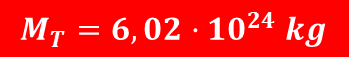 M_T = 6,02 · 10^24 kg